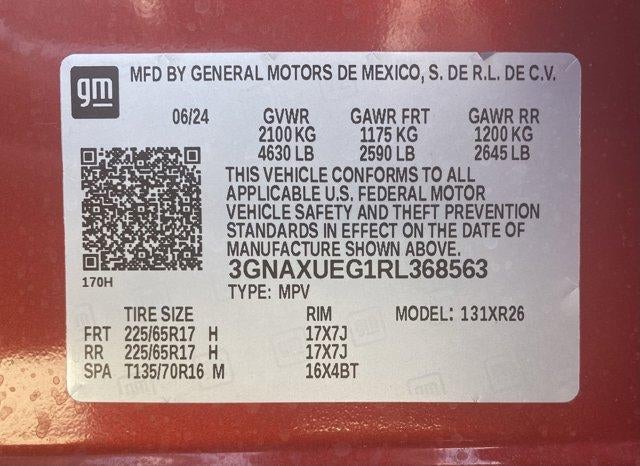 gm
MFD BY GENERAL MOTORS DE MEXICO, S. DE R.L. DE C.V.
06/24 GVWR GAWR FRT GAWR RR
2100 KG 1175 KG 1200 KG
4630 LB 2590 LB 2645 LB
THIS VEHICLE CONFORMS TO ALL
APPLICABLE U.S. FEDERAL MOTOR
VEHICLE SAFETY AND THEFT PREVENTION
STANDARDS IN EFFECT ON THE DATE OF
MANUFACTURE SHOWN ABOVE.
3GNAXUEG1RL368563
170H
TYPE: MPV
TIRE SIZE RIM MODEL: 131XR26
FRT 225/65R17 H 17X7J
RR 225/65R17 H 17X7J
SPA T135/70R16 M 16X4BT
gm
gm